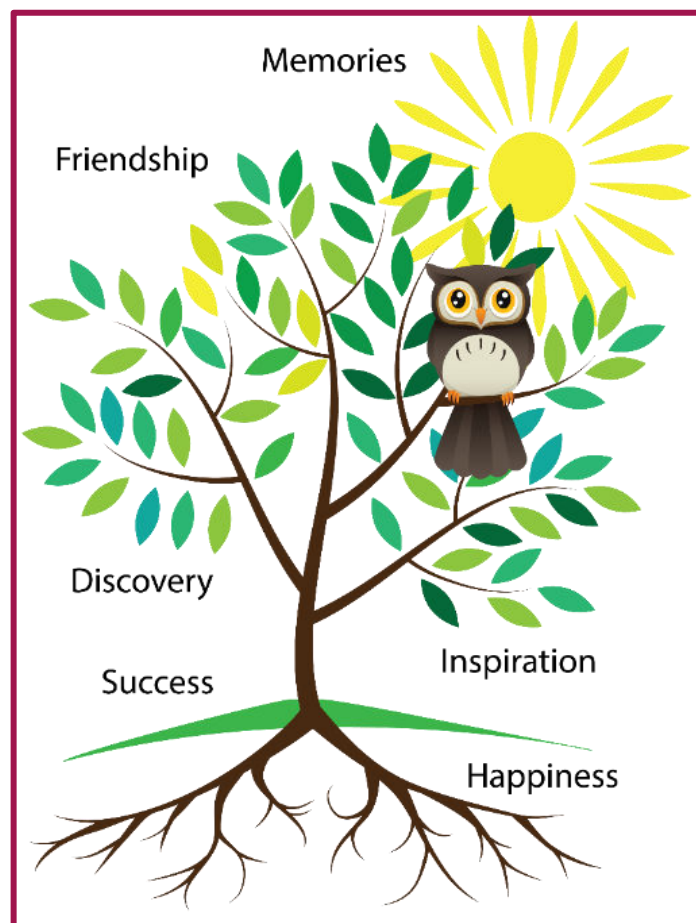 Memories
Friendship
Discovery
Inspiration
Success
Happiness